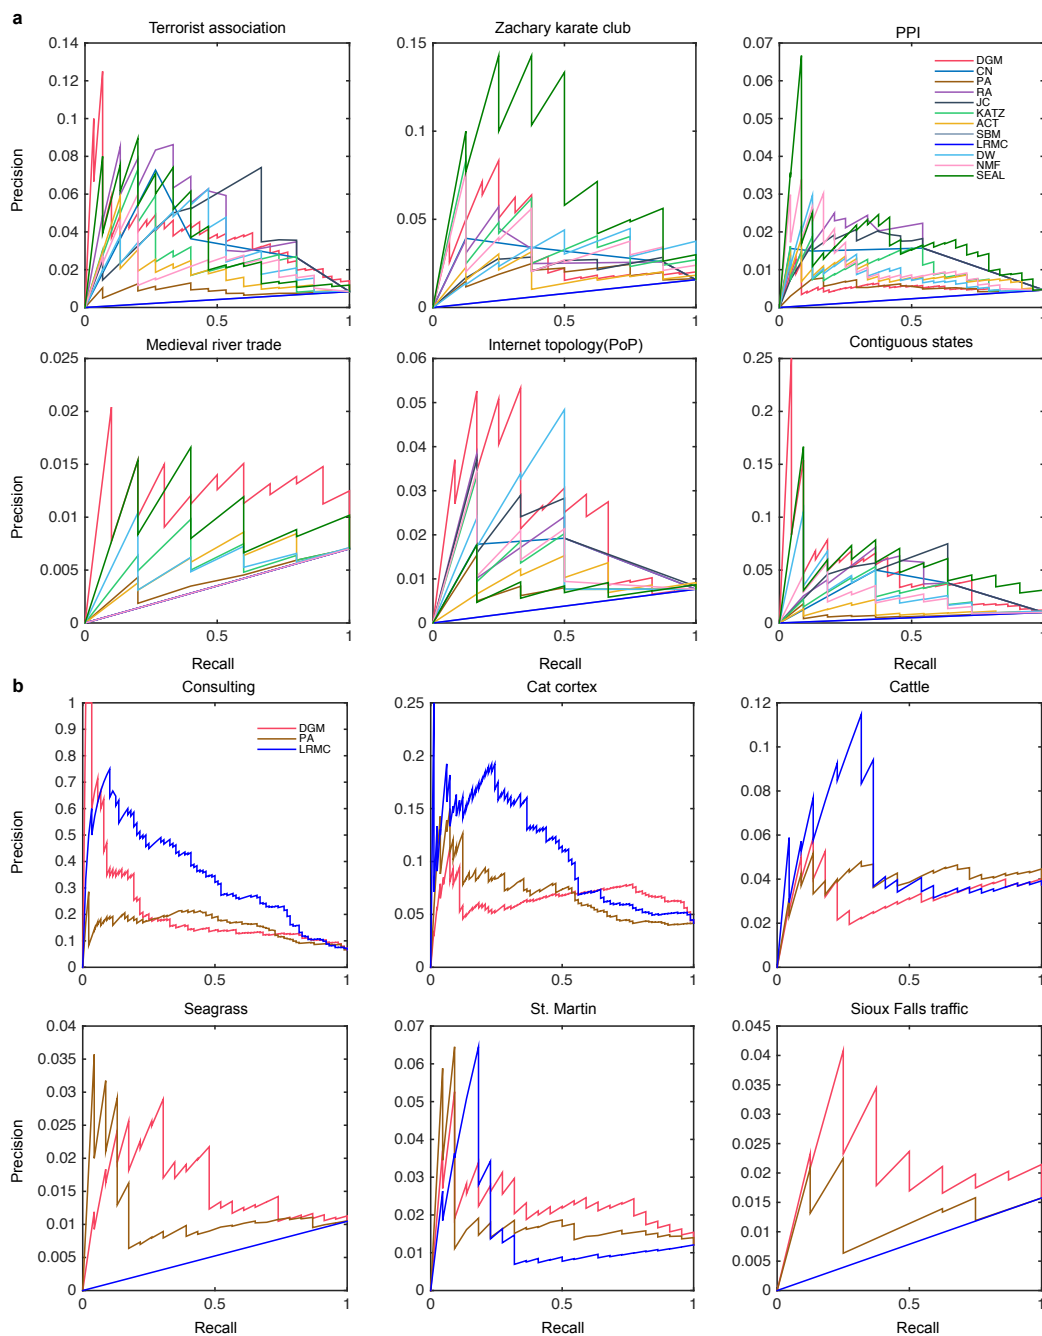 a
Terrorist association
Zachary karate club
PPI
0.14
0.12
0.1
0.08
0.06
0.04
0.02
0
Precision
0 0.5 1
0.15
0.1
0.05
0
0 0.5 1
0.07
0.06
0.05
0.04
0.03
0.02
0.01
0
0 0.5 1
DGM
CN
PA
RA
JC
KATZ
ACT
SBM
LRMC
DW
NMF
SEAL
Medieval river trade
Internet topology(PoP)
Contiguous states
0.025
0.02
0.015
0.01
0.005
0
Precision
0 0.5 1
Recall
0.06
0.05
0.04
0.03
0.02
0.01
0
0 0.5 1
Recall
0.25
0.2
0.15
0.1
0.05
0
0 0.5 1
Recall
b
Consulting
Cat cortex
Cattle
1
0.9
0.8
0.7
0.6
0.5
0.4
0.3
0.2
0.1
0
Precision
0 0.5 1
DGM
PA
LRMC
0.25
0.2
0.15
0.1
0.05
0
0 0.5 1
0.12
0.1
0.08
0.06
0.04
0.02
0
0 0.5 1
Seagrass
St. Martin
Sioux Falls traffic
0.04
0.035
0.03
0.025
0.02
0.015
0.01
0.005
0
Precision
0 0.5 1
Recall
0.07
0.06
0.05
0.04
0.03
0.02
0.01
0
0 0.5 1
Recall
0.045
0.04
0.035
0.03
0.025
0.02
0.015
0.01
0.005
0
0 0.5 1
Recall